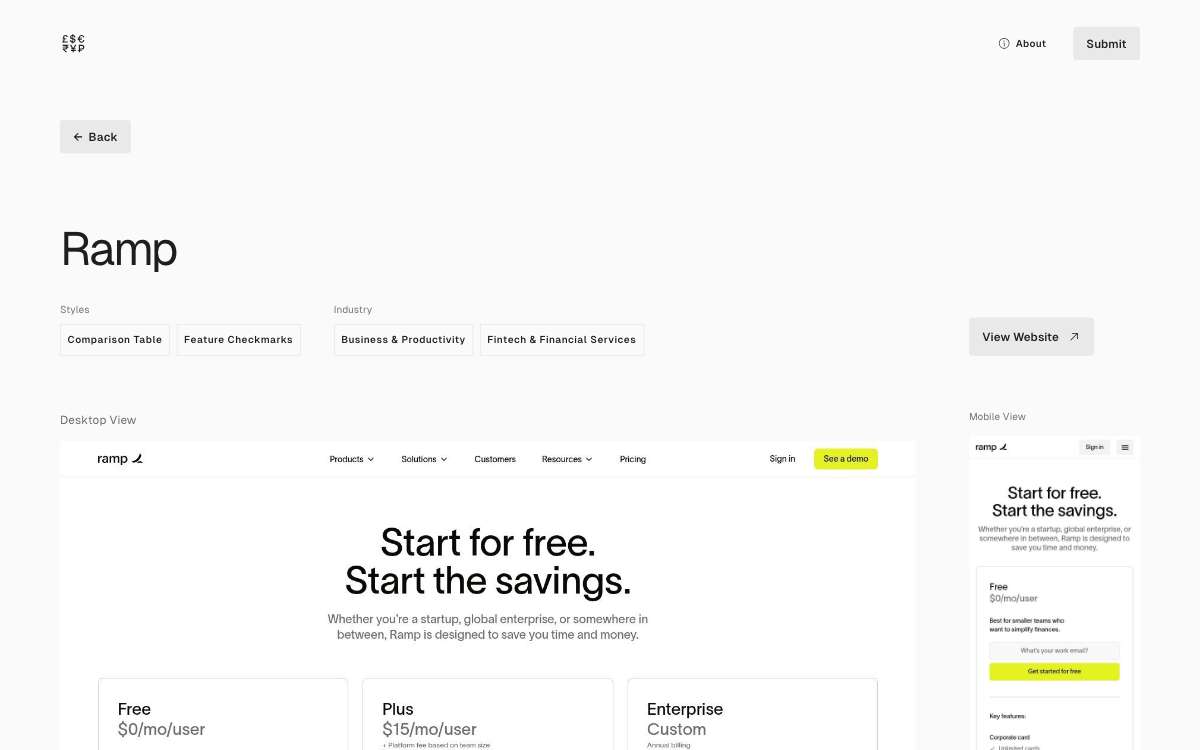 £$€
₹¥₽
About
Submit
← Back
Ramp
Styles
Comparison Table
Feature Checkmarks
Industry
Business & Productivity
Fintech & Financial Services
View Website
Desktop View
ramp
Products
Solutions
Customers
Resources
Pricing
Sign in
See a demo
Start for free.
Start the savings.
Whether you're a startup, global enterprise, or somewhere in
between, Ramp is designed to save you time and money.
Free
$0/mo/user
Plus
$15/mo/user
+ Platform fee based on team size
Enterprise
Custom
Annual billing
Mobile View
ramp
Sign in
Start for free.
Start the savings.
Whether you're a startup, global enterprise, or
somewhere in between, Ramp is designed to
save you time and money.
Free
$0/mo/user
Best for smaller teams who
want to simplify finances.
What's your work email?
Get started for free
Key features:
Corporate card
✓ Unlimited cards